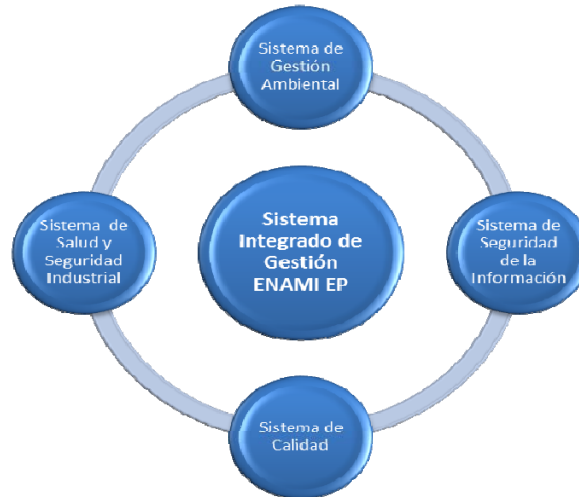 Sistema de
Gestión
Ambiental
Sistema de
Salud y
Seguridad
Industrial
Sistema
Integrado de
Gestión
ENAMI EP
Sistema de
Seguridad
de la
Información
Sistema de
Calidad